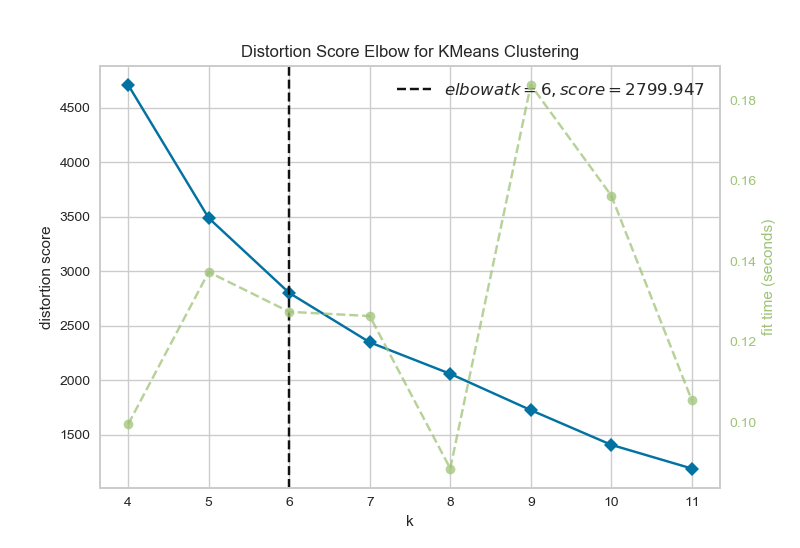 Distortion Score Elbow for KMeans Clustering
elbowatk = 6, score = 2799.947
distortion score
4500
4000
3500
3000
2500
2000
1500
0.18
0.16
0.14
0.12
0.10
fit time (seconds)
4 5 6 7 8 9 10 11
k